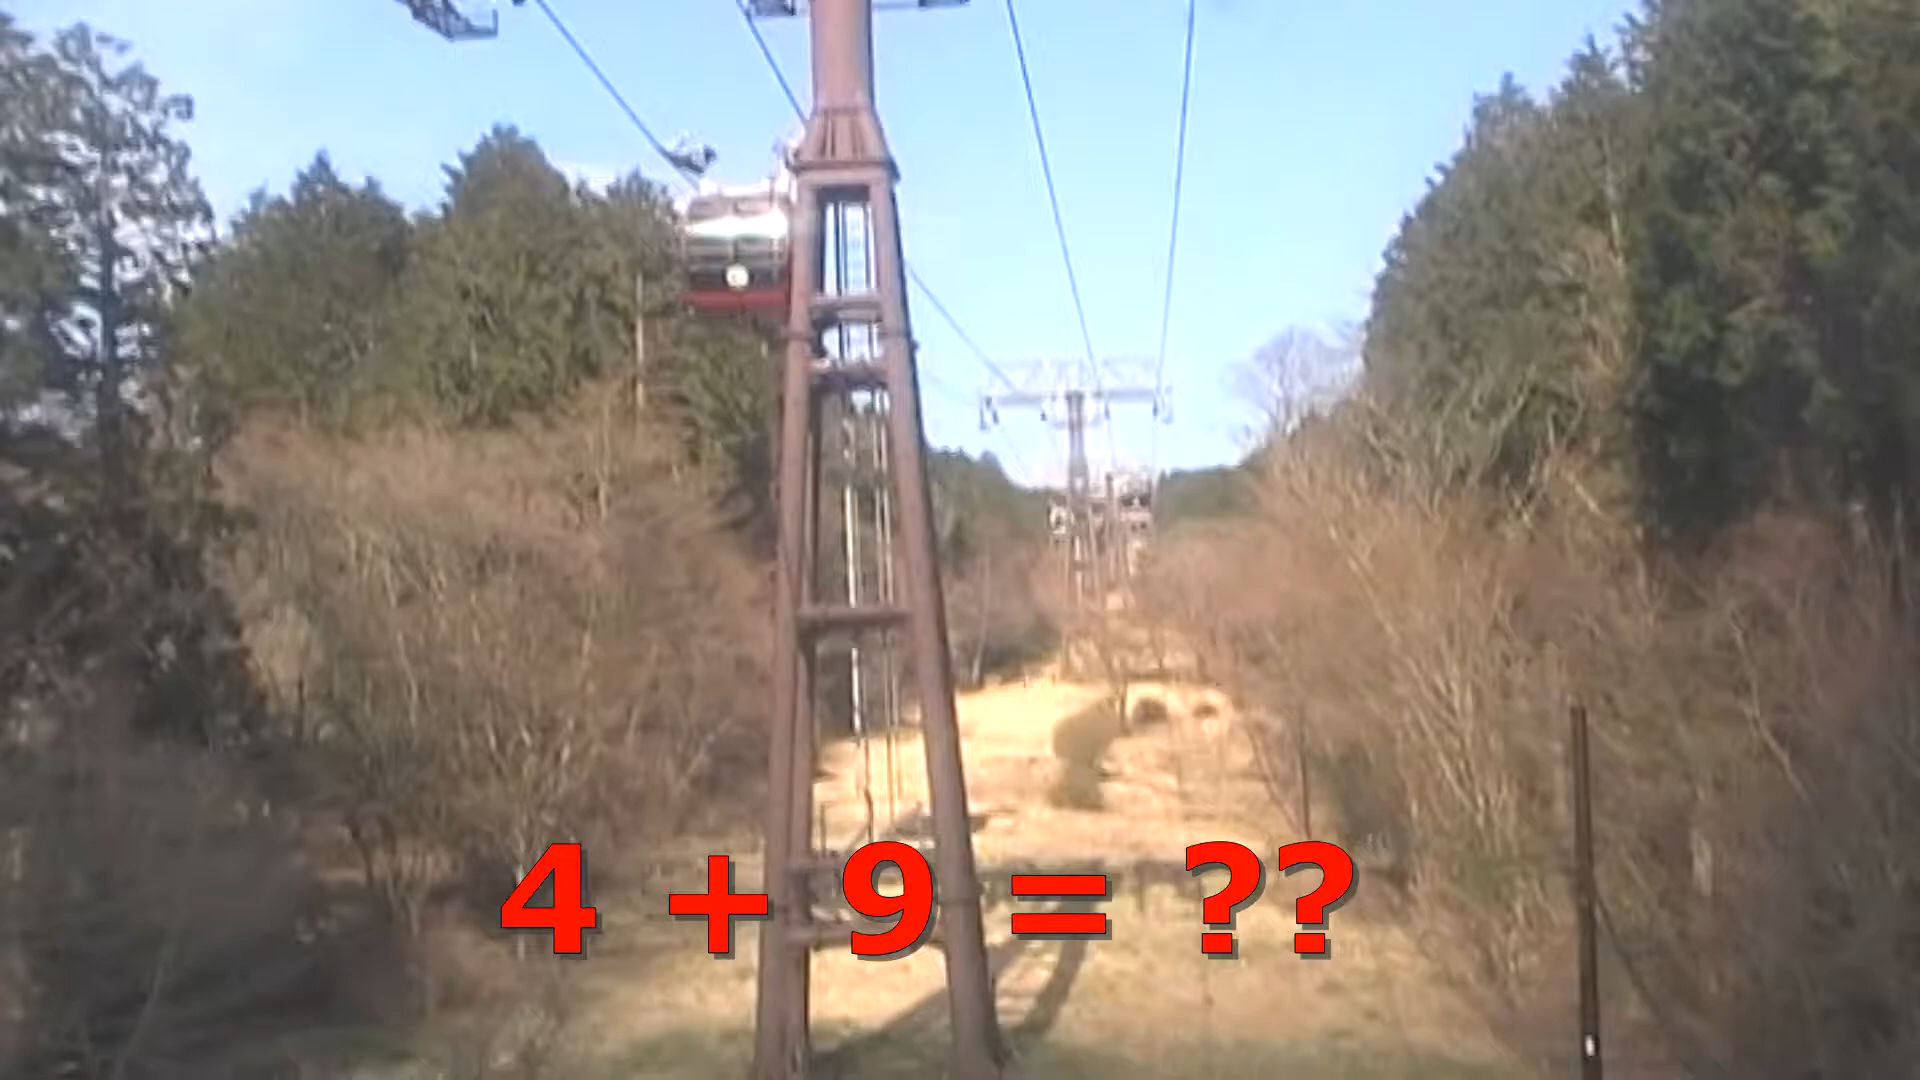 4 + 9 = ??